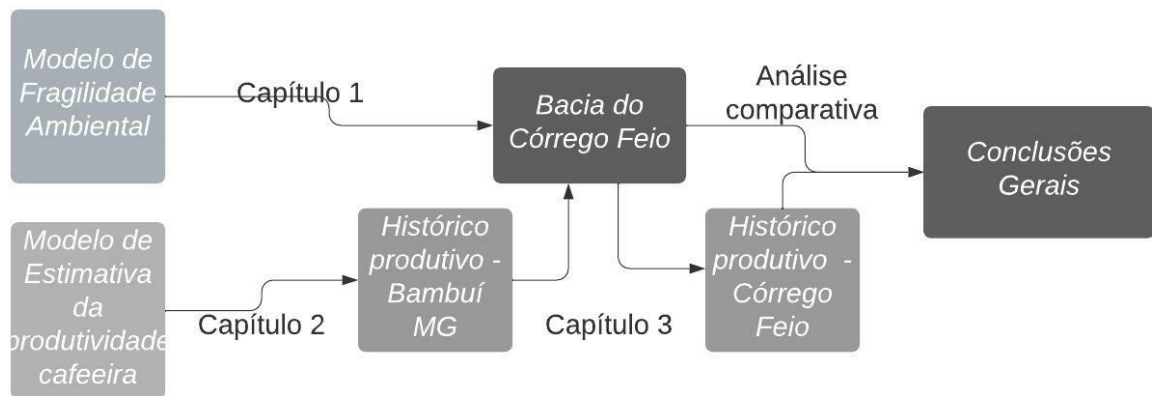 Modelo de
Fragilidade
Ambiental
Capítulo 1
Bacia do
Córrego Feio
Análise
comparativa
Conclusões
Gerais
Modelo de
Estimativa
da
produtividade
cafeeira
Capítulo 2
Histórico
produtivo -
Bambuí
MG
Capítulo 3
Histórico
produtivo -
Córrego
Feio